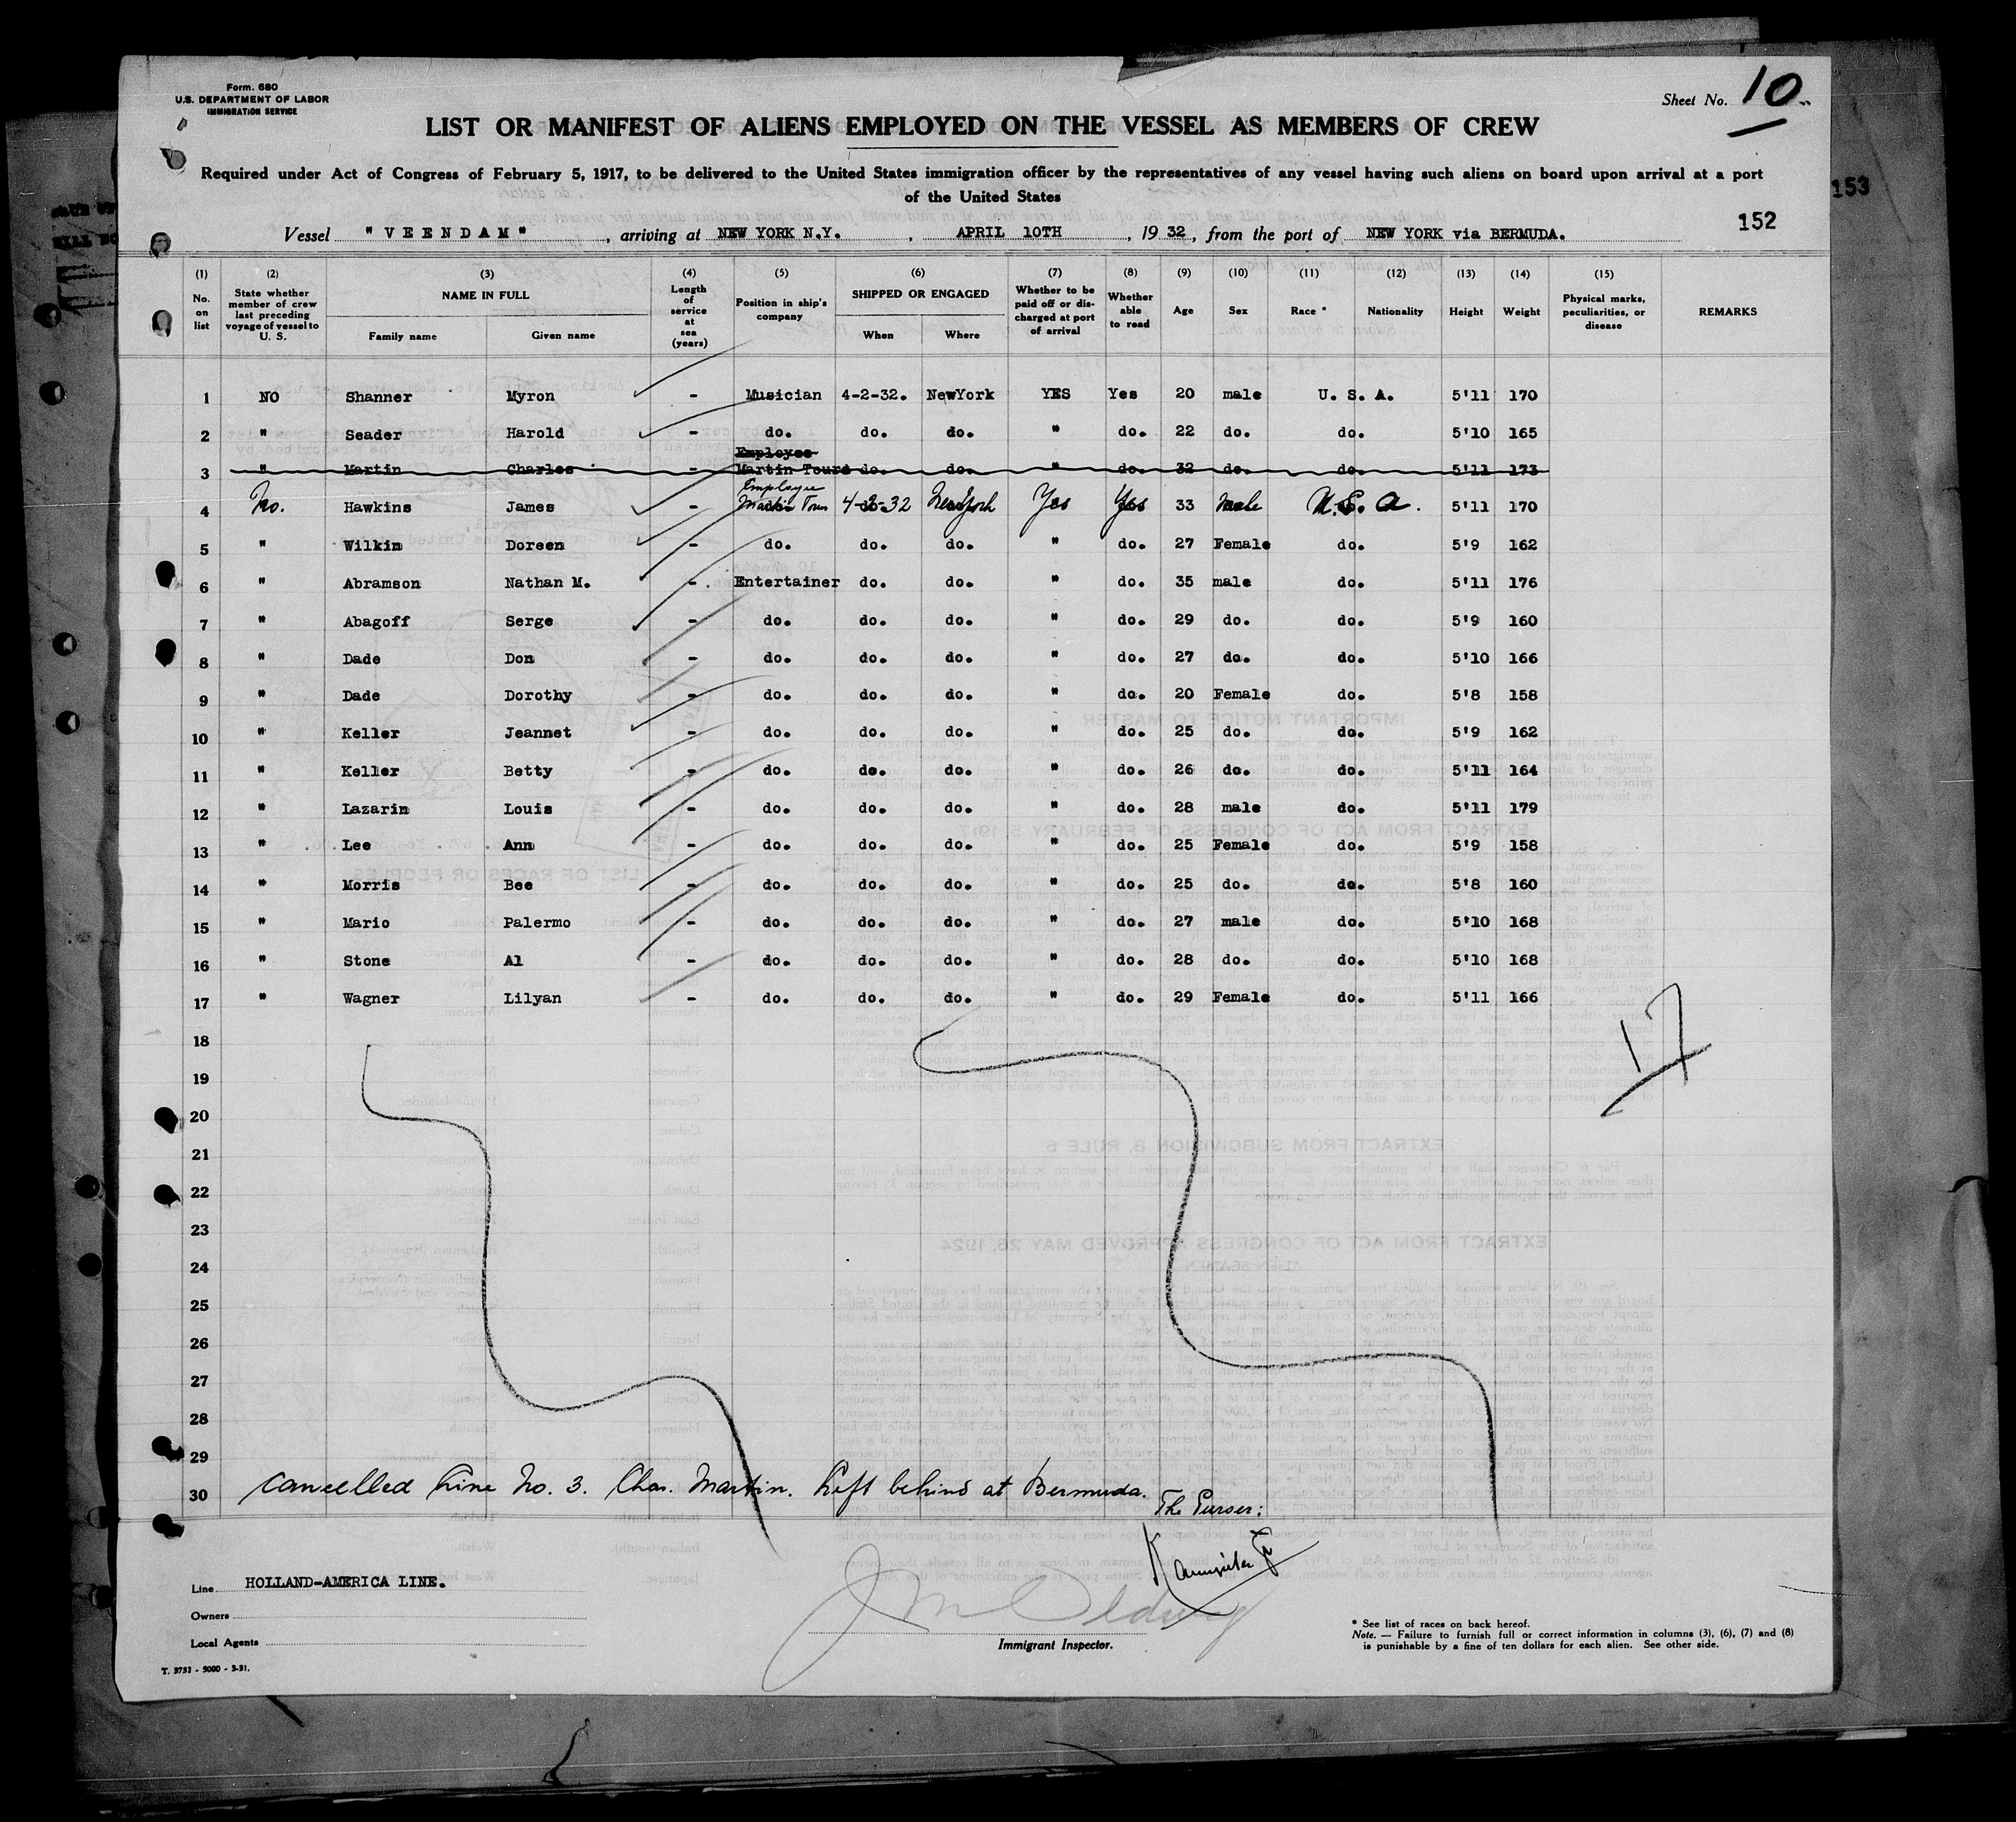 Form. 680
U.S. DEPARTMENT OF LABOR
IMMIGRATION SERVICE
Sheet No. 10
LIST OR MANIFEST OF ALIENS EMPLOYED ON THE VESSEL AS MEMBERS OF CREW
Required under Act of Congress of February 5, 1917, to be delivered to the United States immigration officer by the representatives of any vessel having such aliens on board upon arrival at a port
of the United States
153
152
Vessel "VEENDAM", arriving at NEW YORK N.Y., APRIL 10TH, 19 32, from the port of NEW YORK via BERMUDA.
(1) No. on list (2) State whether member of crew last preceding voyage of vessel to U. S. (3) NAME IN FULL Family name Given name (4) Length of service at sea (years) (5) Position in ship's company (6) SHIPPED OR ENGAGED When Where (7) Whether to be paid off or discharged at port of arrival (8) Whether able to read (9) Age (10) Sex (11) Race * (12) Nationality (13) Height (14) Weight (15) Physical marks, peculiarities, or disease REMARKS
1 NO Shanner Myron - Musician 4-2-32. NewYork YES Yes 20 male U. S. A. 5'11 170
2 " Seader Harold - do. do. do. " do. 22 do. do. 5'10 165
3 " Martin Charles - Employee Martin Tours do. do. " do. 32 do. do. 5'11 173
4 No. Hawkins James - Employee Martin Tours 4-2-32 New York Yes Yes 33 Male U.S.A. 5'11 170
5 " Wilkin Doreen - do. do. do. " do. 27 Female do. 5'9 162
6 " Abramson Nathan M. - Entertainer do. do. " do. 35 male do. 5'11 176
7 " Abagoff Serge - do. do. do. " do. 29 do. do. 5'9 160
8 " Dade Don - do. do. do. " do. 27 do. do. 5'10 166
9 " Dade Dorothy - do. do. do. " do. 20 Female do. 5'8 158
10 " Keller Jeannet - do. do. do. " do. 25 do. do. 5'9 162
11 " Keller Betty - do. do. do. " do. 26 do. do. 5'11 164
12 " Lazarin Louis - do. do. do. " do. 28 male do. 5'11 179
13 " Lee Ann - do. do. do. " do. 25 Female do. 5'9 158
14 " Morris Bee - do. do. do. " do. 25 do. do. 5'8 160
15 " Mario Palermo - do. do. do. " do. 27 male do. 5'10 168
16 " Stone Al - do. do. do. " do. 28 do. do. 5'10 168
17 " Wagner Lilyan - do. do. do. " do. 29 Female do. 5'11 166
17
18
19
20
21
22
23
24
25
26
27
28
29
30 Cancelled Line No. 3. Chas. Martin. Left behind at Bermuda.
The Purser:
Line HOLLAND-AMERICA LINE.
Owners
Local Agents
Immigrant Inspector.
* See list of races on back hereof.
Note. — Failure to furnish full or correct information in columns (3), (6), (7) and (8)
is punishable by a fine of ten dollars for each alien. See other side.
T. 3732 - 5000 - 3-31.